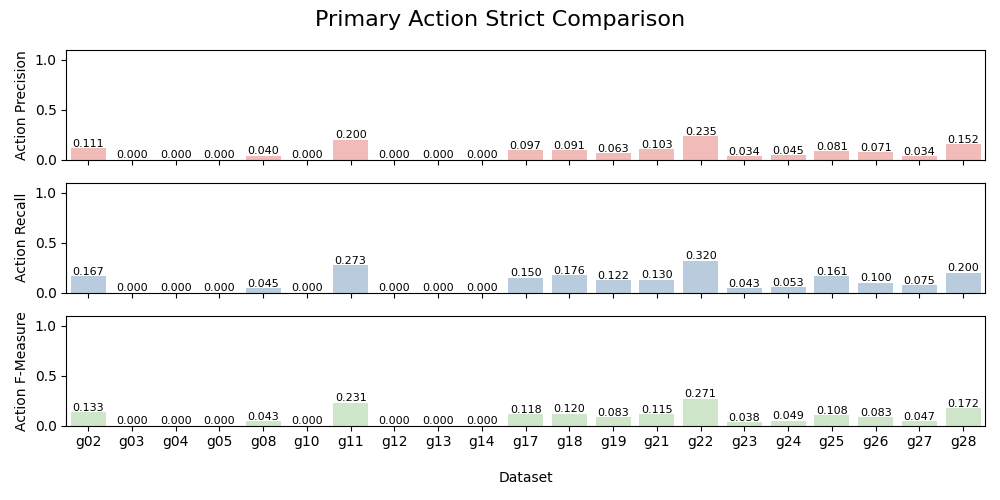 Primary Action Strict Comparison
Action Precision
1.0
0.5
0.0
0.111 0.000 0.000 0.000 0.040 0.000 0.200 0.000 0.000 0.000 0.097 0.091 0.063 0.103 0.235 0.034 0.045 0.081 0.071 0.034 0.152
Action Recall
1.0
0.5
0.0
0.167 0.000 0.000 0.000 0.045 0.000 0.273 0.000 0.000 0.000 0.150 0.176 0.122 0.130 0.320 0.043 0.053 0.161 0.100 0.075 0.200
Action F-Measure
1.0
0.5
0.0
0.133 0.000 0.000 0.000 0.043 0.000 0.231 0.000 0.000 0.000 0.118 0.120 0.083 0.115 0.271 0.038 0.049 0.108 0.083 0.047 0.172
g02 g03 g04 g05 g08 g10 g11 g12 g13 g14 g17 g18 g19 g21 g22 g23 g24 g25 g26 g27 g28
Dataset